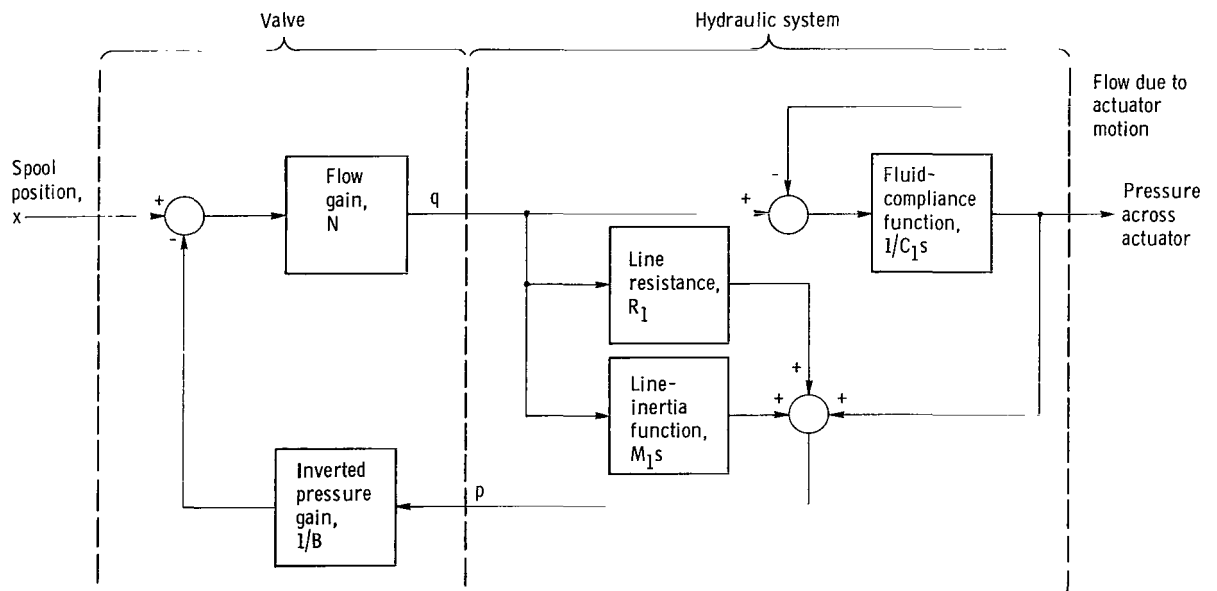 Valve
Hydraulic system
Flow due to
actuator
motion
Spool
position,
x
+
-
Flow
gain,
N
q
-
+
Fluid-
compliance
function,
1/C1s
Pressure
across
actuator
Line
resistance,
R1
+
Line-
inertia
function,
M1s
+
+
Inverted
pressure
gain,
1/B
p